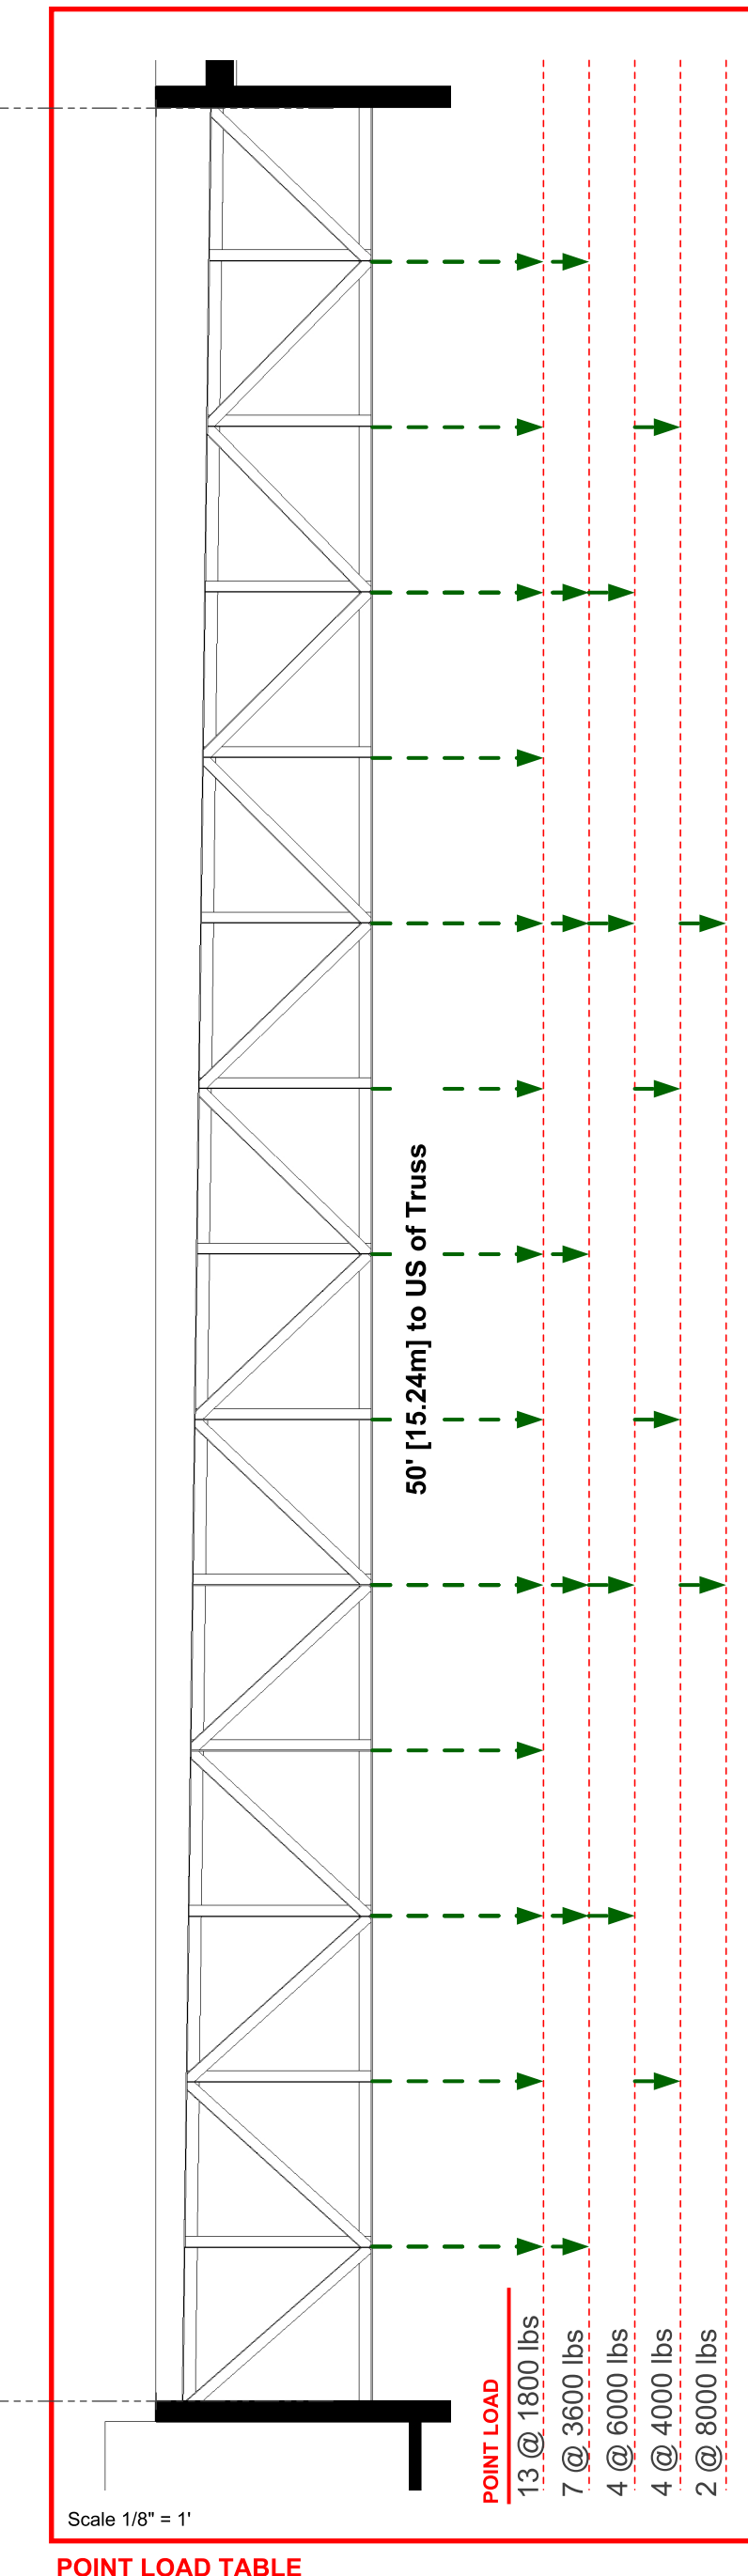 50' [15.24m] to US of Truss
POINT LOAD
13 @ 1800 lbs
7 @ 3600 lbs
4 @ 6000 lbs
4 @ 4000 lbs
2 @ 8000 lbs
Scale 1/8" = 1'
POINT LOAD TABLE